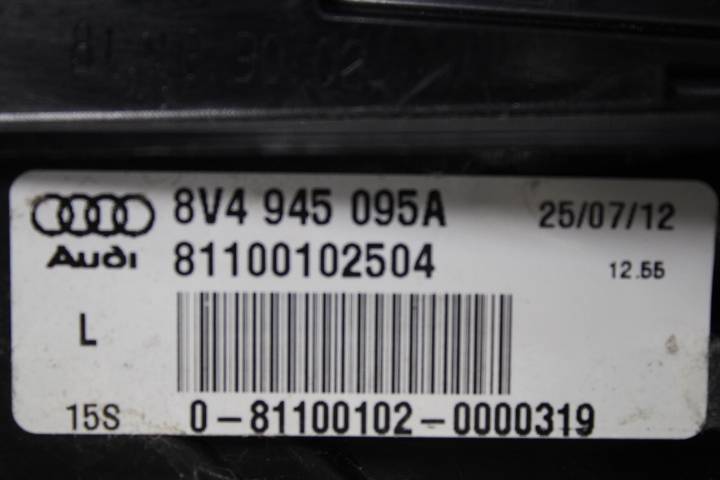 8V4 945 095A 25/07/12
Audi 81100102504 12.55
L
15S 0-81100102-0000319